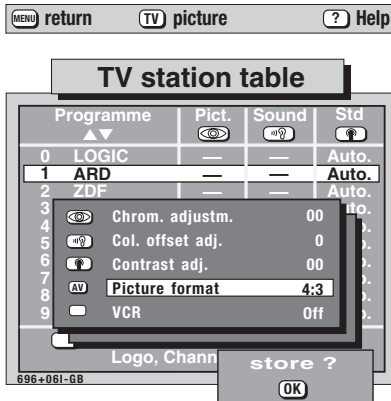 MENU return TV picture ? Help
TV station table
Programme Pict. Sound Std
▲▼
0 LOGIC — — Auto.
1 ARD — — Auto.
2 ZDF — — Auto.
3
4
5
6
7
8
9
Chrom. adjustm. 00
Col. offset adj. 0
Contrast adj. 00
AV Picture format 4:3
VCR Off
Logo,
store ?
OK
696+06I-GB